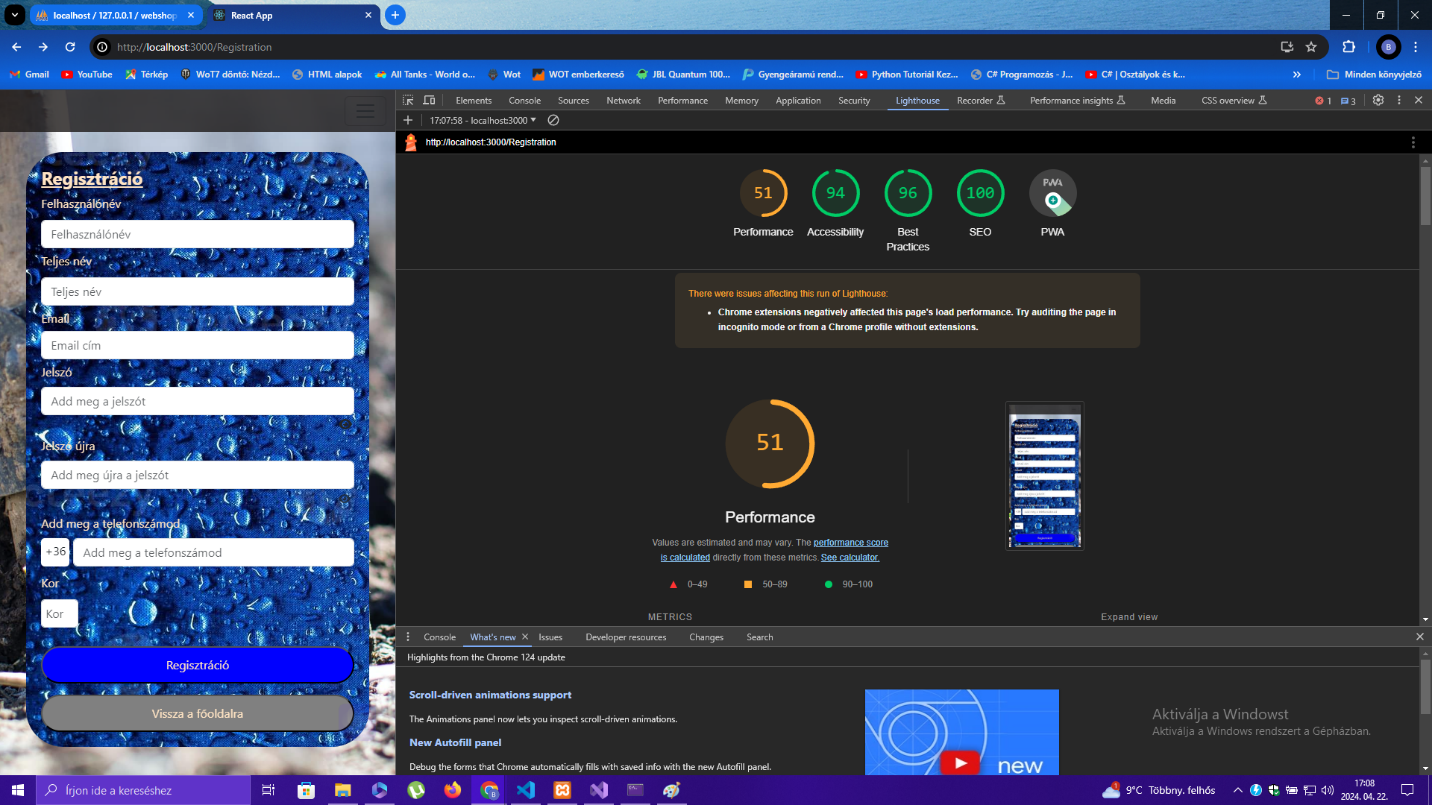 localhost / 127.0.0.1 / webshop
React App
http://localhost:3000/Registration
Gmail
YouTube
Térkép
WoT7 döntő: Nézd...
HTML alapok
All Tanks - World o...
Wot
WOT emberkereső
JBL Quantum 100...
Gyengeáramú rend...
Python Tutoriál Kez...
C# Programozás - J...
C# | Osztályok és k...
»
Minden könyvjelző
Regisztráció
Felhasználónév
Felhasználónév
Teljes név
Teljes név
Email
Email cím
Jelszó
Add meg a jelszót
Jelszó újra
Add meg újra a jelszót
Add meg a telefonszámod
+36
Add meg a telefonszámod
Kor
Kor
Regisztráció
Vissza a főoldalra
Elements
Console
Sources
Network
Performance
Memory
Application
Security
Lighthouse
Recorder
Performance insights
Media
CSS overview
1
3
17:07:58 - localhost:3000
http://localhost:3000/Registration
51
94
96
100
PWA
Performance
Accessibility
Best
Practices
SEO
PWA
There were issues affecting this run of Lighthouse:
• Chrome extensions negatively affected this page's load performance. Try auditing the page in
incognito mode or from a Chrome profile without extensions.
51
Performance
Values are estimated and may vary. The performance score
is calculated directly from these metrics. See calculator.
0–49
50–89
90–100
METRICS
Expand view
Console
What's new
Issues
Developer resources
Changes
Search
Highlights from the Chrome 124 update
Scroll-driven animations support
The Animations panel now lets you inspect scroll-driven animations.
New Autofill panel
Debug the forms that Chrome automatically fills with saved info with the new Autofill panel.
new
Aktiválja a Windowst
Aktiválja a Windows rendszert a Gépházban.
Írjon ide a kereséshez
9°C Többny. felhős
17:08
2024. 04. 22.